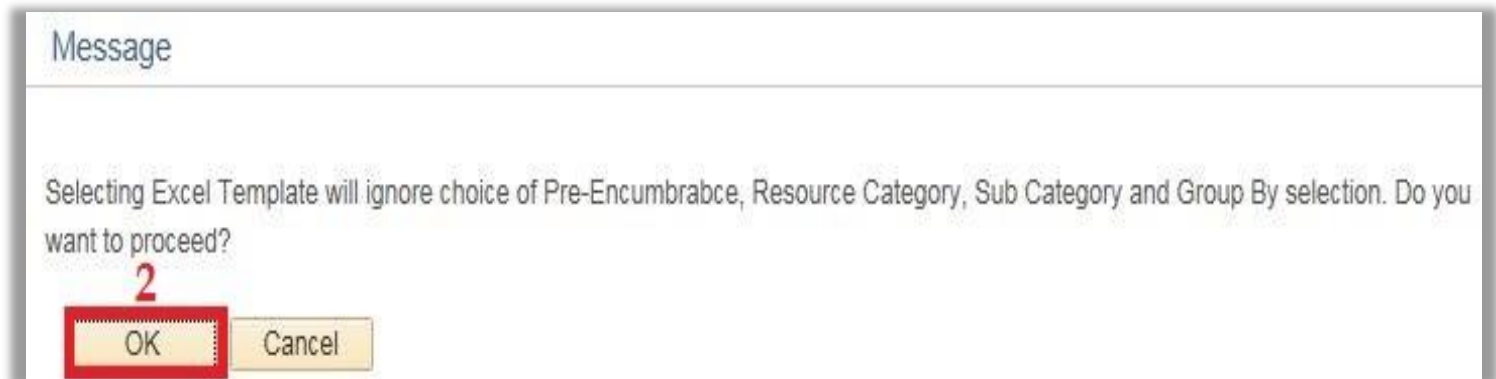 Message
Selecting Excel Template will ignore choice of Pre-Encumbrabce, Resource Category, Sub Category and Group By selection. Do you
want to proceed?
2
OK Cancel